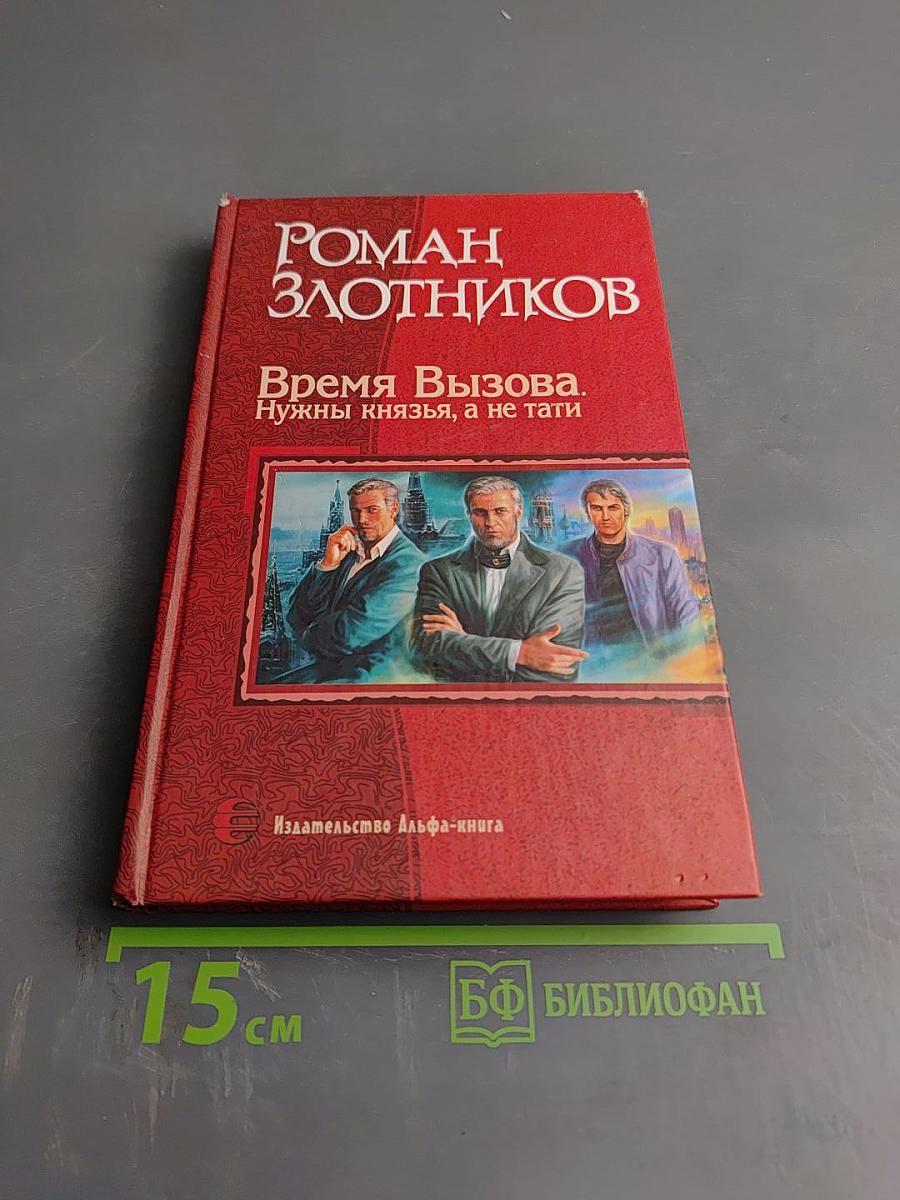 РОМАН
ЗЛОТНИКОВ
Время Вызова.
Нужны князья, а не тати
Издательство Альфа-книга
15 см
БФ БИБЛИОФАН